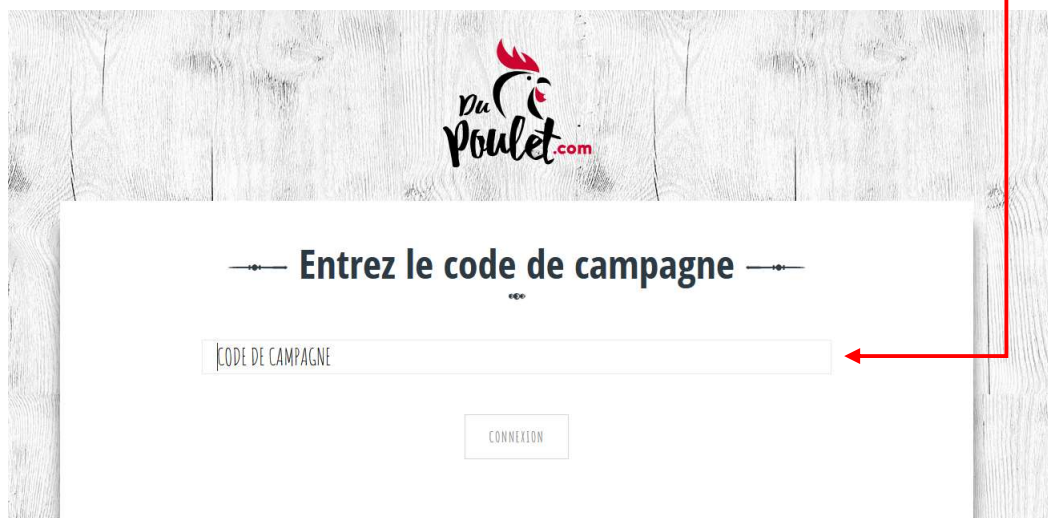 Du
Poulet.com
Entrez le code de campagne
CODE DE CAMPAGNE
CONNEXION